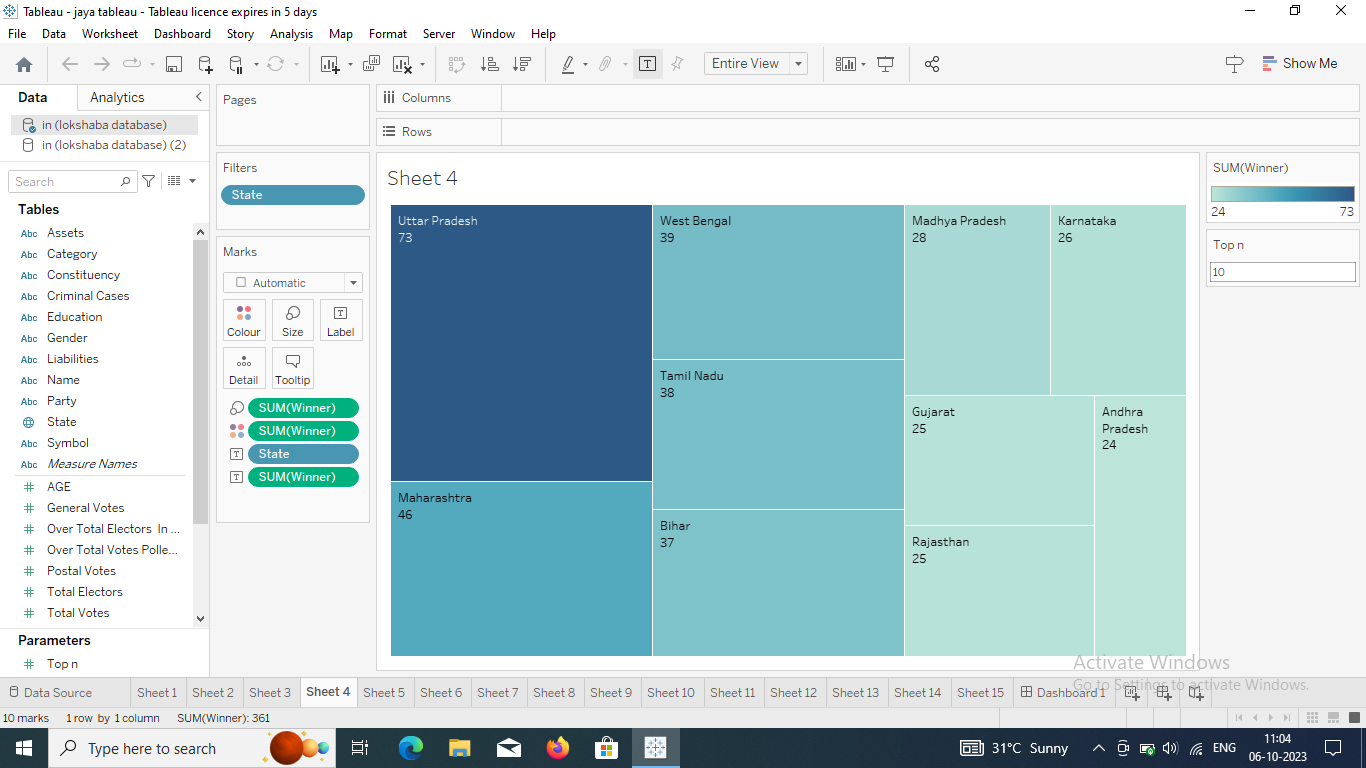 Tableau - jaya tableau - Tableau licence expires in 5 days
File Data Worksheet Dashboard Story Analysis Map Format Server Window Help
Entire View
Show Me
Data Analytics
in (lokshaba database)
in (lokshaba database) (2)
Search
Tables
Abc Assets
Abc Category
Abc Constituency
Abc Criminal Cases
Abc Education
Abc Gender
Abc Liabilities
Abc Name
Abc Party
State
Abc Symbol
Abc Measure Names
# AGE
# General Votes
# Over Total Electors In ...
# Over Total Votes Polle...
# Postal Votes
# Total Electors
# Total Votes
Parameters
# Top n
Pages
Filters
State
Marks
Automatic
Colour Size Label
Detail Tooltip
SUM(Winner)
SUM(Winner)
State
SUM(Winner)
Columns
Rows
Sheet 4
Uttar Pradesh
73
Maharashtra
46
West Bengal
39
Tamil Nadu
38
Bihar
37
Madhya Pradesh
28
Karnataka
26
Gujarat
25
Rajasthan
25
Andhra
Pradesh
24
SUM(Winner)
24 73
Top n
10
Activate Windows
Go to Settings to activate Windows.
Data Source Sheet 1 Sheet 2 Sheet 3 Sheet 4 Sheet 5 Sheet 6 Sheet 7 Sheet 8 Sheet 9 Sheet 10 Sheet 11 Sheet 12 Sheet 13 Sheet 14 Sheet 15 Dashboard 1
10 marks 1 row by 1 column SUM(Winner): 361
Type here to search
31°C Sunny
ENG
11:04
06-10-2023